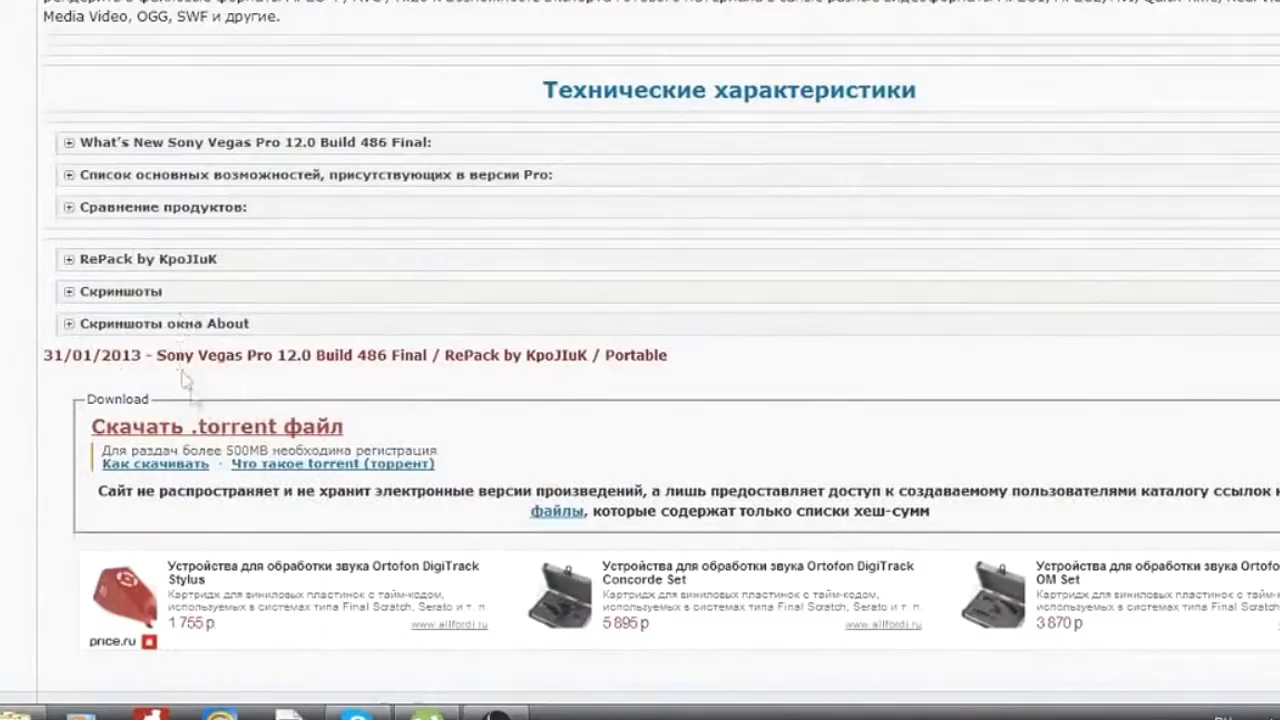 Media Video, OGG, SWF и другие.
Технические характеристики
What's New Sony Vegas Pro 12.0 Build 486 Final:
Список основных возможностей, присутствующих в версии Pro:
Сравнение продуктов:
RePack by KpoJIuK
Скриншоты
Скриншоты окна About
31/01/2013 - Sony Vegas Pro 12.0 Build 486 Final / RePack by KpoJIuK / Portable
Download
Скачать .torrent файл
Для раздач более 500MB необходима регистрация
Как скачивать · Что такое torrent (торрент)
Сайт не распространяет и не хранит электронные версии произведений, а лишь предоставляет доступ к создаваемому пользователями каталогу ссылок
файлы, которые содержат только списки хеш-сумм
Устройства для обработки звука Ortofon DigiTrack
Stylus
Картридж для виниловых пластинок с тайм-кодом,
используемых в системах типа Final Scratch, Serato и т. п.
1 755 р
www.allfordj.ru
price.ru
Устройства для обработки звука Ortofon DigiTrack
Concorde Set
Картридж для виниловых пластинок с тайм-кодом,
используемых в системах типа Final Scratch, Serato и т. п.
5 895 р
www.allfordj.ru
Устройства для обработки звука Ortofo
OM Set
Картридж для виниловых пластинок с тайм-код
используемых в системах типа Final Scratch
3 870 р